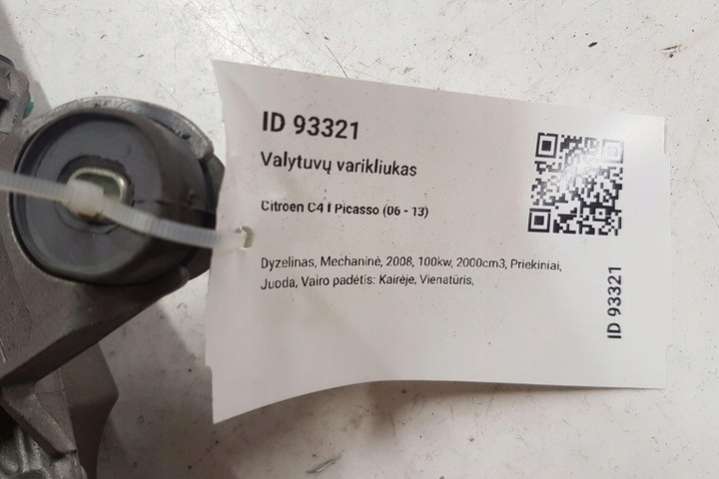 ID 93321
Valytuvų varikliukas
Citroen C4 I Picasso (06 - 13)
Dyzelinas, Mechaninė, 2008, 100kw, 2000cm3, Priekiniai,
Juoda, Vairo padėtis: Kairėje, Vienatūris,
ID 93321